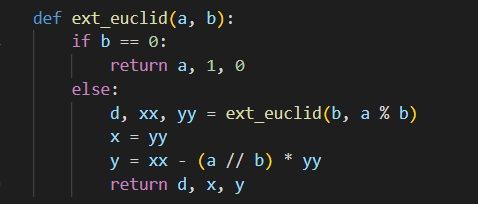 def ext_euclid(a, b):
    if b == 0:
        return a, 1, 0
    else:
        d, xx, yy = ext_euclid(b, a % b)
        x = yy
        y = xx - (a // b) * yy
        return d, x, y